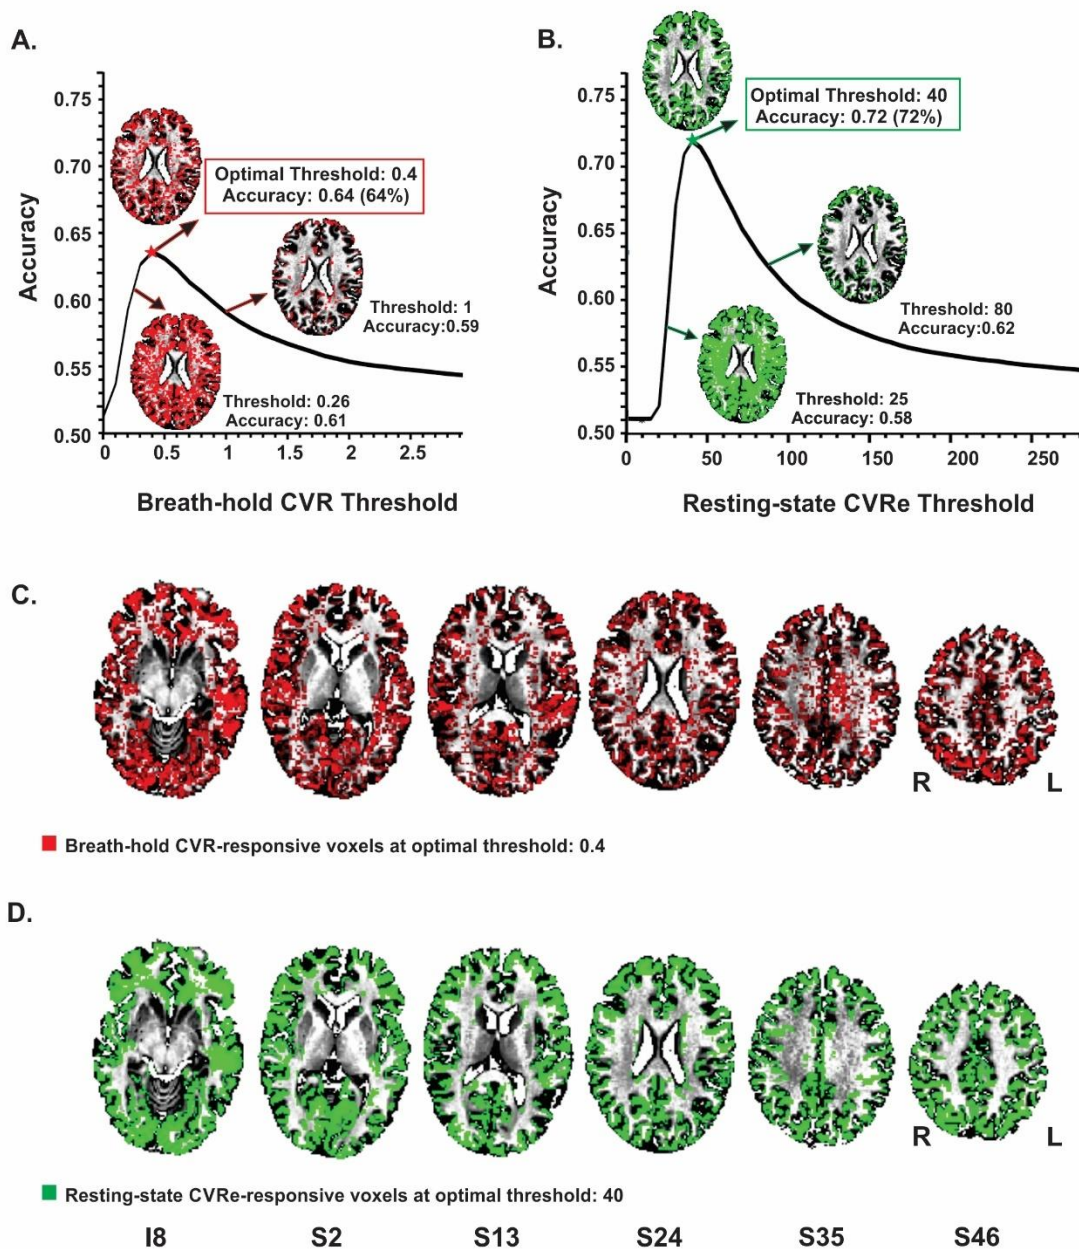 A.
Accuracy
0.75
0.70
0.65
0.60
0.55
0.50
Optimal Threshold: 0.4
Accuracy: 0.64 (64%)
Threshold: 1
Accuracy:0.59
Threshold: 0.26
Accuracy: 0.61
0 0.5 1.0 1.5 2.0 2.5
Breath-hold CVR Threshold
B.
Accuracy
0.75
0.70
0.65
0.60
0.55
0.50
Optimal Threshold: 40
Accuracy: 0.72 (72%)
Threshold: 80
Accuracy:0.62
Threshold: 25
Accuracy: 0.58
0 50 100 150 200 250
Resting-state CVRe Threshold
C.
R L
Breath-hold CVR-responsive voxels at optimal threshold: 0.4
D.
R L
Resting-state CVRe-responsive voxels at optimal threshold: 40
I8 S2 S13 S24 S35 S46